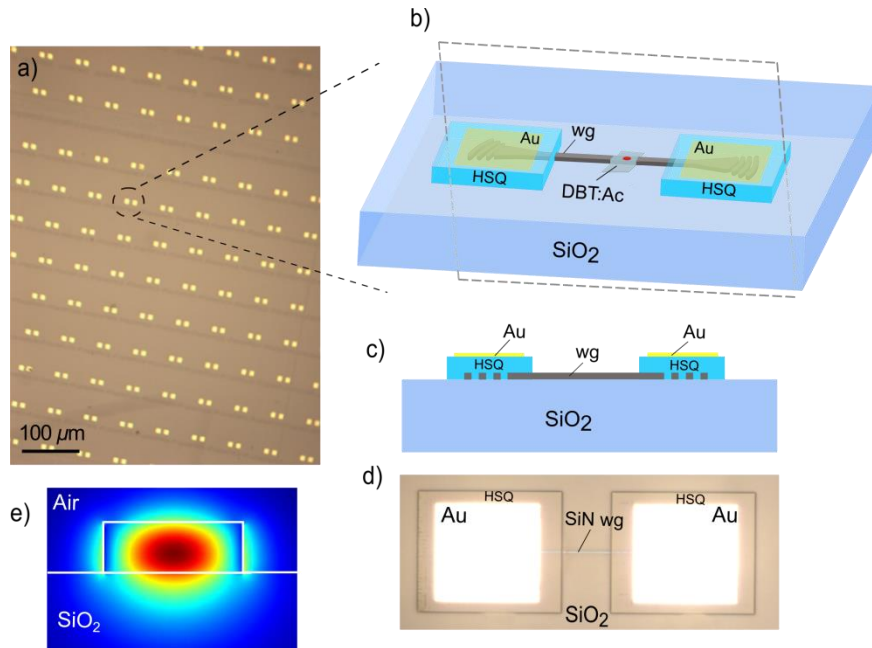 a)
100 µm
b)
Au
wg
Au
HSQ
DBT:Ac
HSQ
SiO2
c)
Au
wg
Au
HSQ
HSQ
SiO2
d)
HSQ
HSQ
Au
SiN wg
Au
SiO2
e)
Air
SiO2